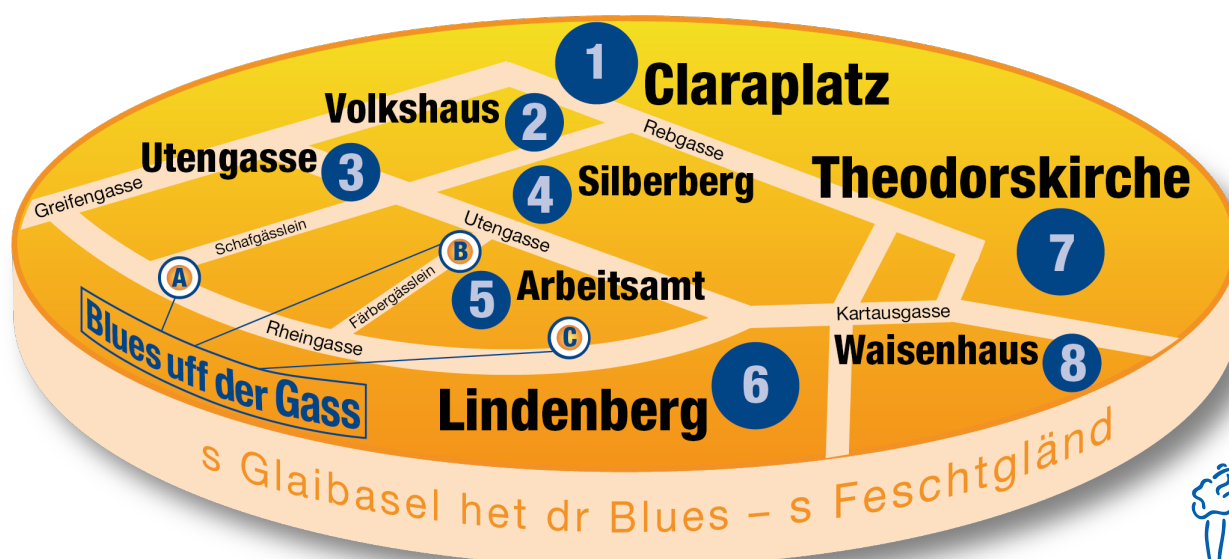 1 Claraplatz
Volkshaus 2
Rebgasse
Utengasse 3
4 Silberberg
Theodorskirche
7
Greifengasse
Schafgässlein
Utengasse
A
B
Färbergässlein
5 Arbeitsamt
Rheingasse
C
Kartausgasse
Waisenhaus 8
Blues uff der Gass
Lindenberg 6
s Glaibasel het dr Blues – s Feschtgländ